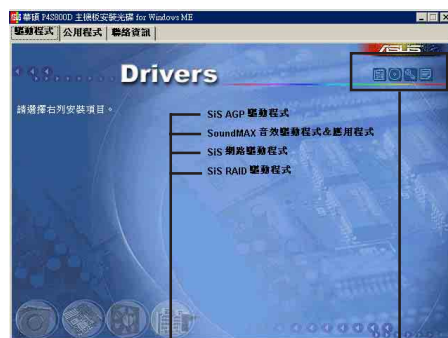 華碩 P4S800D 主機板安裝光碟 for Windows ME
驅動程式 公用程式 聯絡資訊
ASUS
Drivers
請選擇右列安裝項目。
SiS AGP 驅動程式
SoundMAX 音效驅動程式&應用程式
SiS 網路驅動程式
SiS RAID 驅動程式